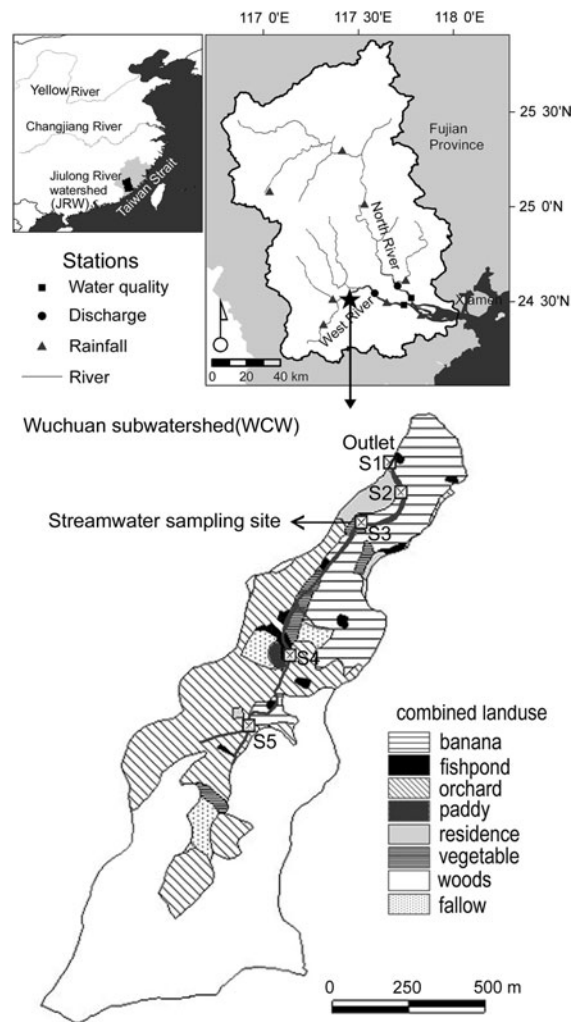 117 0'E
117 30'E
118 0'E
Yellow River
Changjiang River
Jiulong River
watershed
(JRW)
Taiwan Strait
Stations
Water quality
Discharge
Rainfall
River
0 20 40 km
Fujian
Province
North River
West River
Xiamen
25 30'N
25 0'N
24 30'N
Wuchuan subwatershed(WCW)
Outlet
S1
S2
Streamwater sampling site
S3
S4
S5
combined landuse
banana
fishpond
orchard
paddy
residence
vegetable
woods
fallow
0 250 500 m